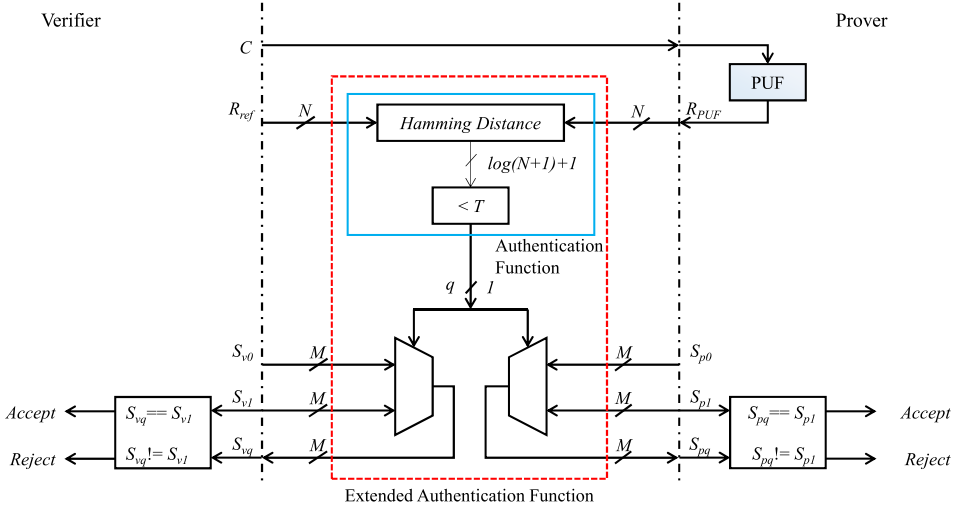 Verifier
Prover
C
PUF
R_ref
N
Hamming Distance
N
R_PUF
log(N+1)+1
< T
Authentication
Function
q
1
S_v0
M
M
S_p0
S_v1
M
M
S_p1
Accept
S_vq== S_v1
S_pq== S_p1
Accept
S_vq
M
M
S_pq
Reject
S_vq!= S_v1
S_pq!= S_p1
Reject
Extended Authentication Function